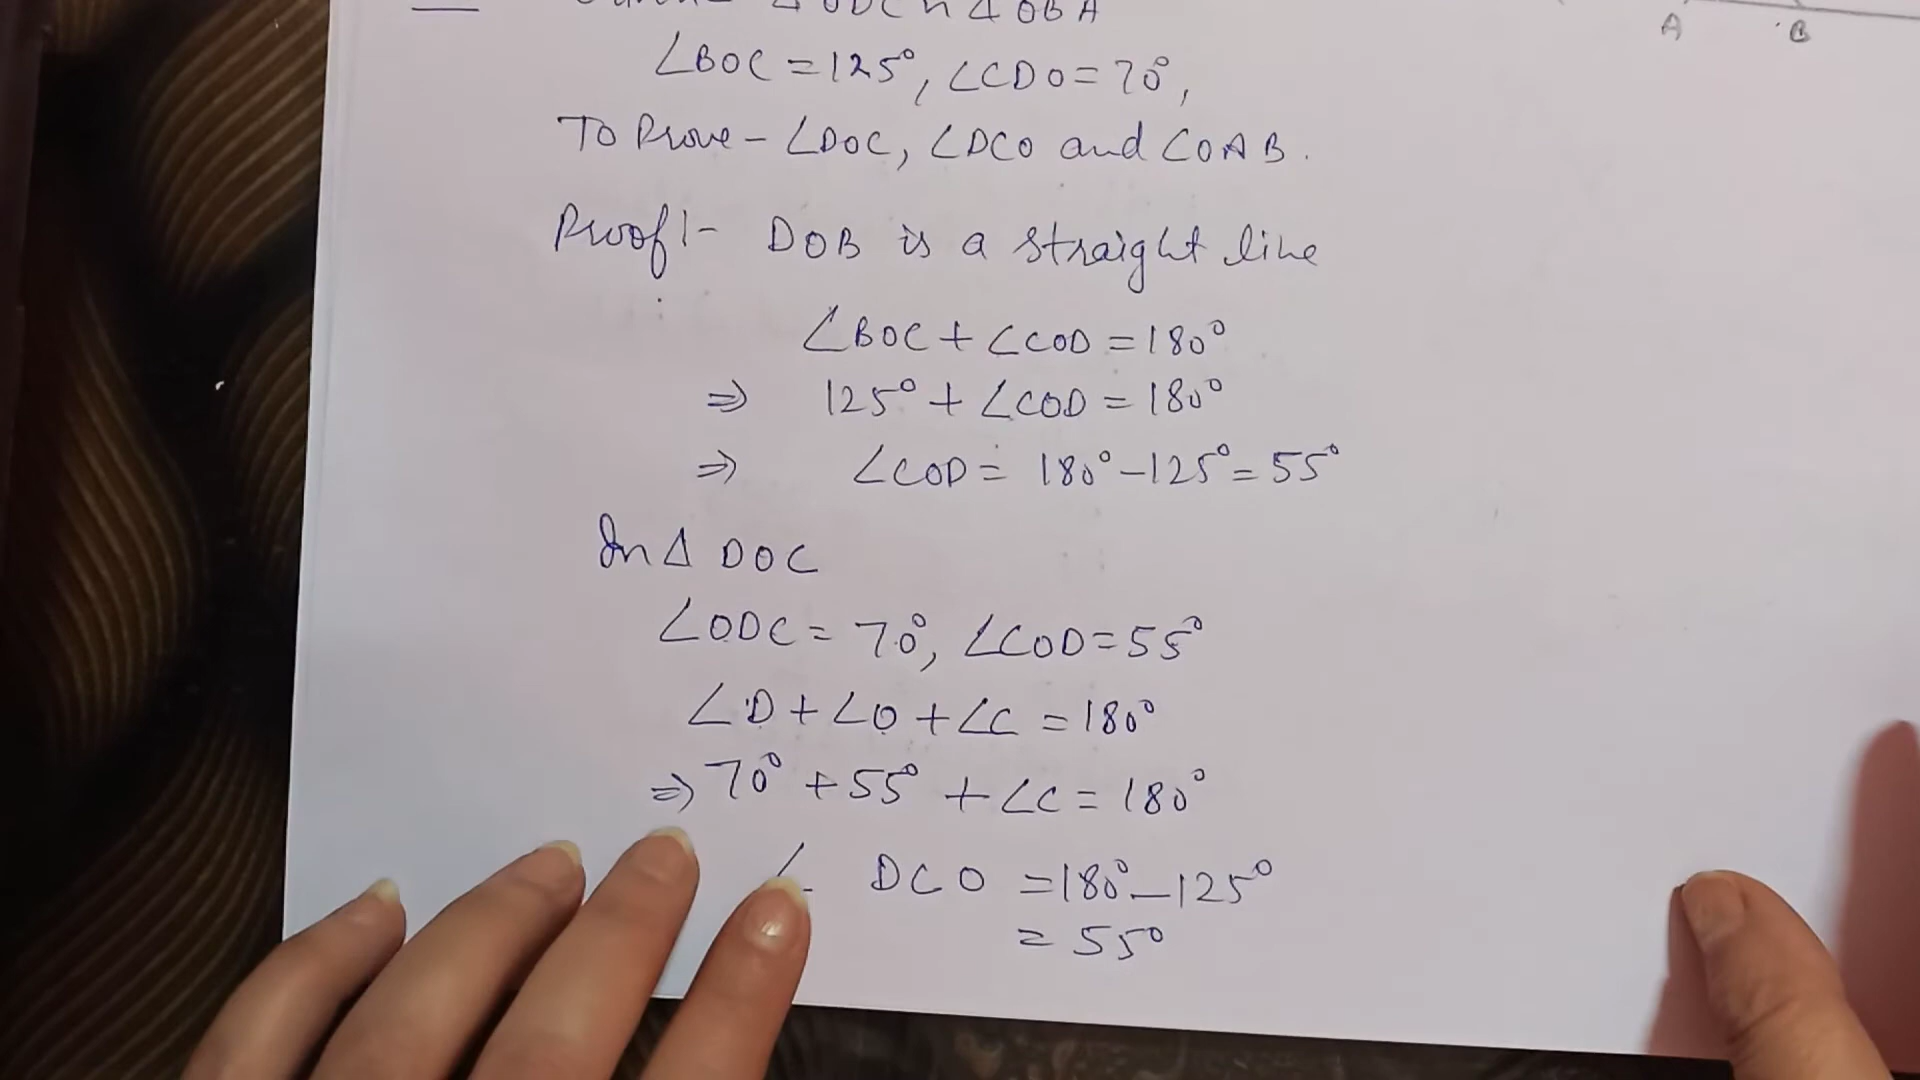 △ OBA
∠BOC = 125°, ∠CDO = 70°,
To Prove - ∠DOC, ∠DCO and ∠OAB.
Proof:- DOB is a straight line
∠BOC + ∠COD = 180°
⇒ 125° + ∠COD = 180°
⇒ ∠COD = 180° - 125° = 55°
In △ DOC
∠ODC = 70°, ∠COD = 55°
∠D + ∠O + ∠C = 180°
⇒ 70° + 55° + ∠C = 180°
∠ DCO = 180° - 125°
= 55°
A B